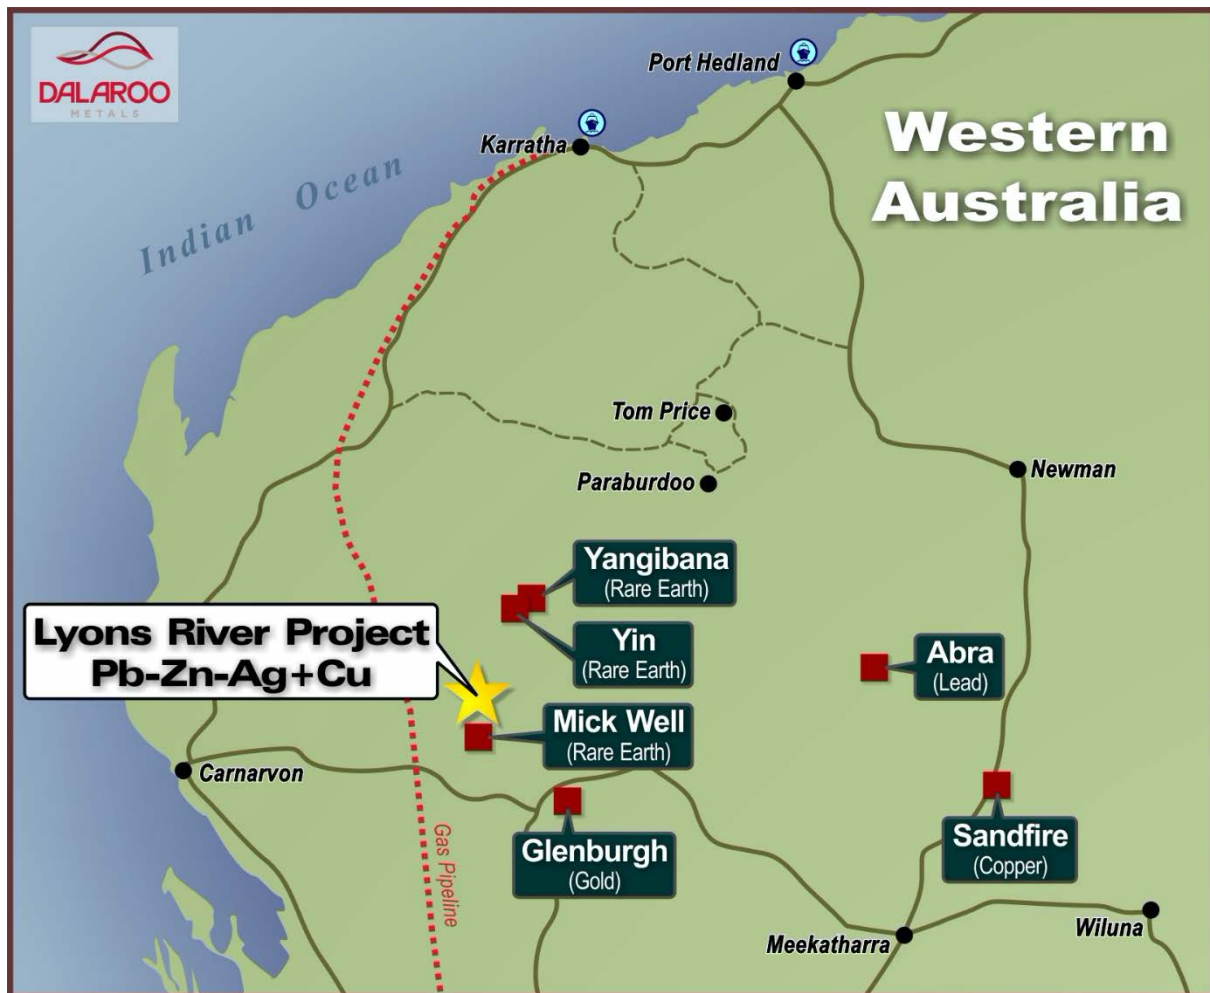 DALAROO
METALS
Port Hedland
Karratha
Western
Australia
Indian Ocean
Tom Price
Paraburdoo
Newman
Yangibana
(Rare Earth)
Lyons River Project
Pb-Zn-Ag+Cu
Yin
(Rare Earth)
Abra
(Lead)
Mick Well
(Rare Earth)
Carnarvon
Gas Pipeline
Glenburgh
(Gold)
Sandfire
(Copper)
Meekatharra
Wiluna